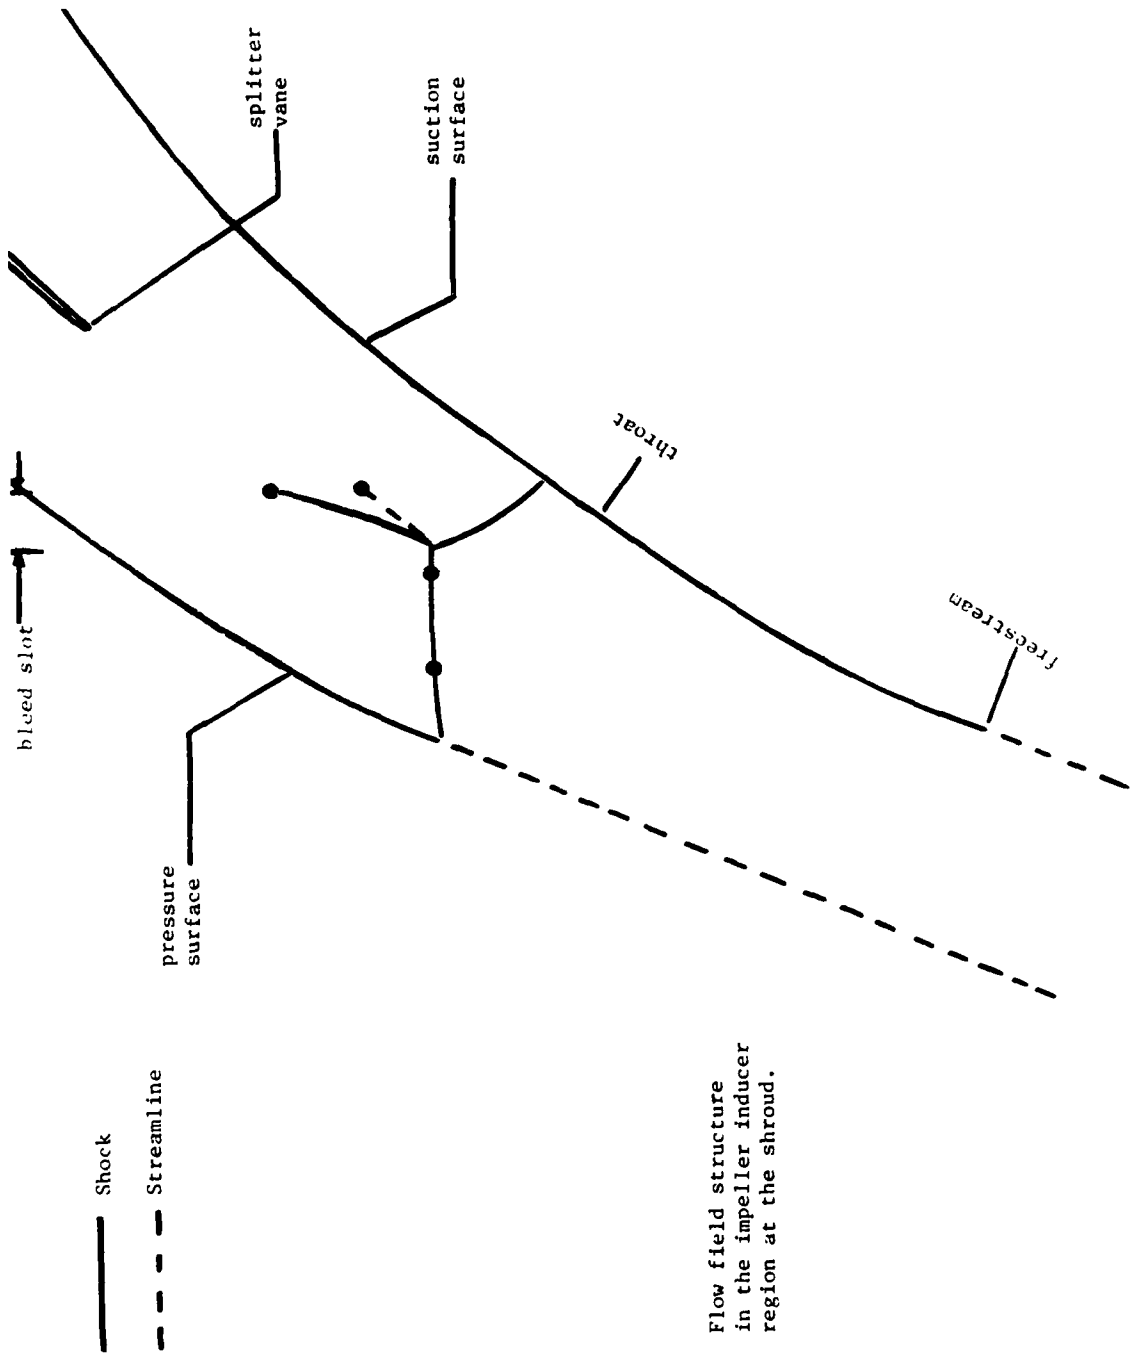 bleed slot
splitter
vane
suction
surface
throat
freestream
pressure
surface
Shock
Streamline
Flow field structure
in the impeller inducer
region at the shroud.